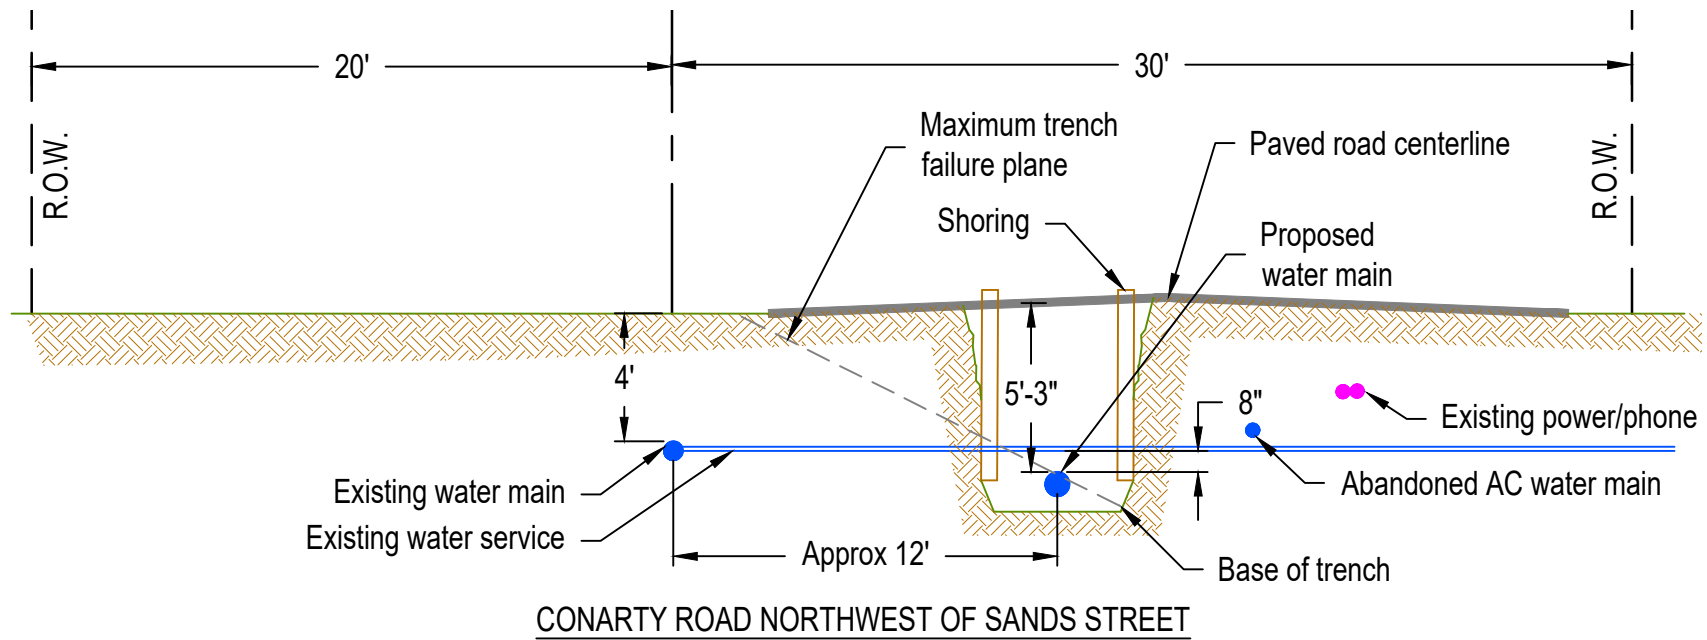 20'
30'
R.O.W.
Maximum trench
failure plane
Paved road centerline
R.O.W.
Shoring
Proposed
water main
4'
5'-3"
8"
Existing power/phone
Existing water main
Abandoned AC water main
Existing water service
Approx 12'
Base of trench
CONARTY ROAD NORTHWEST OF SANDS STREET